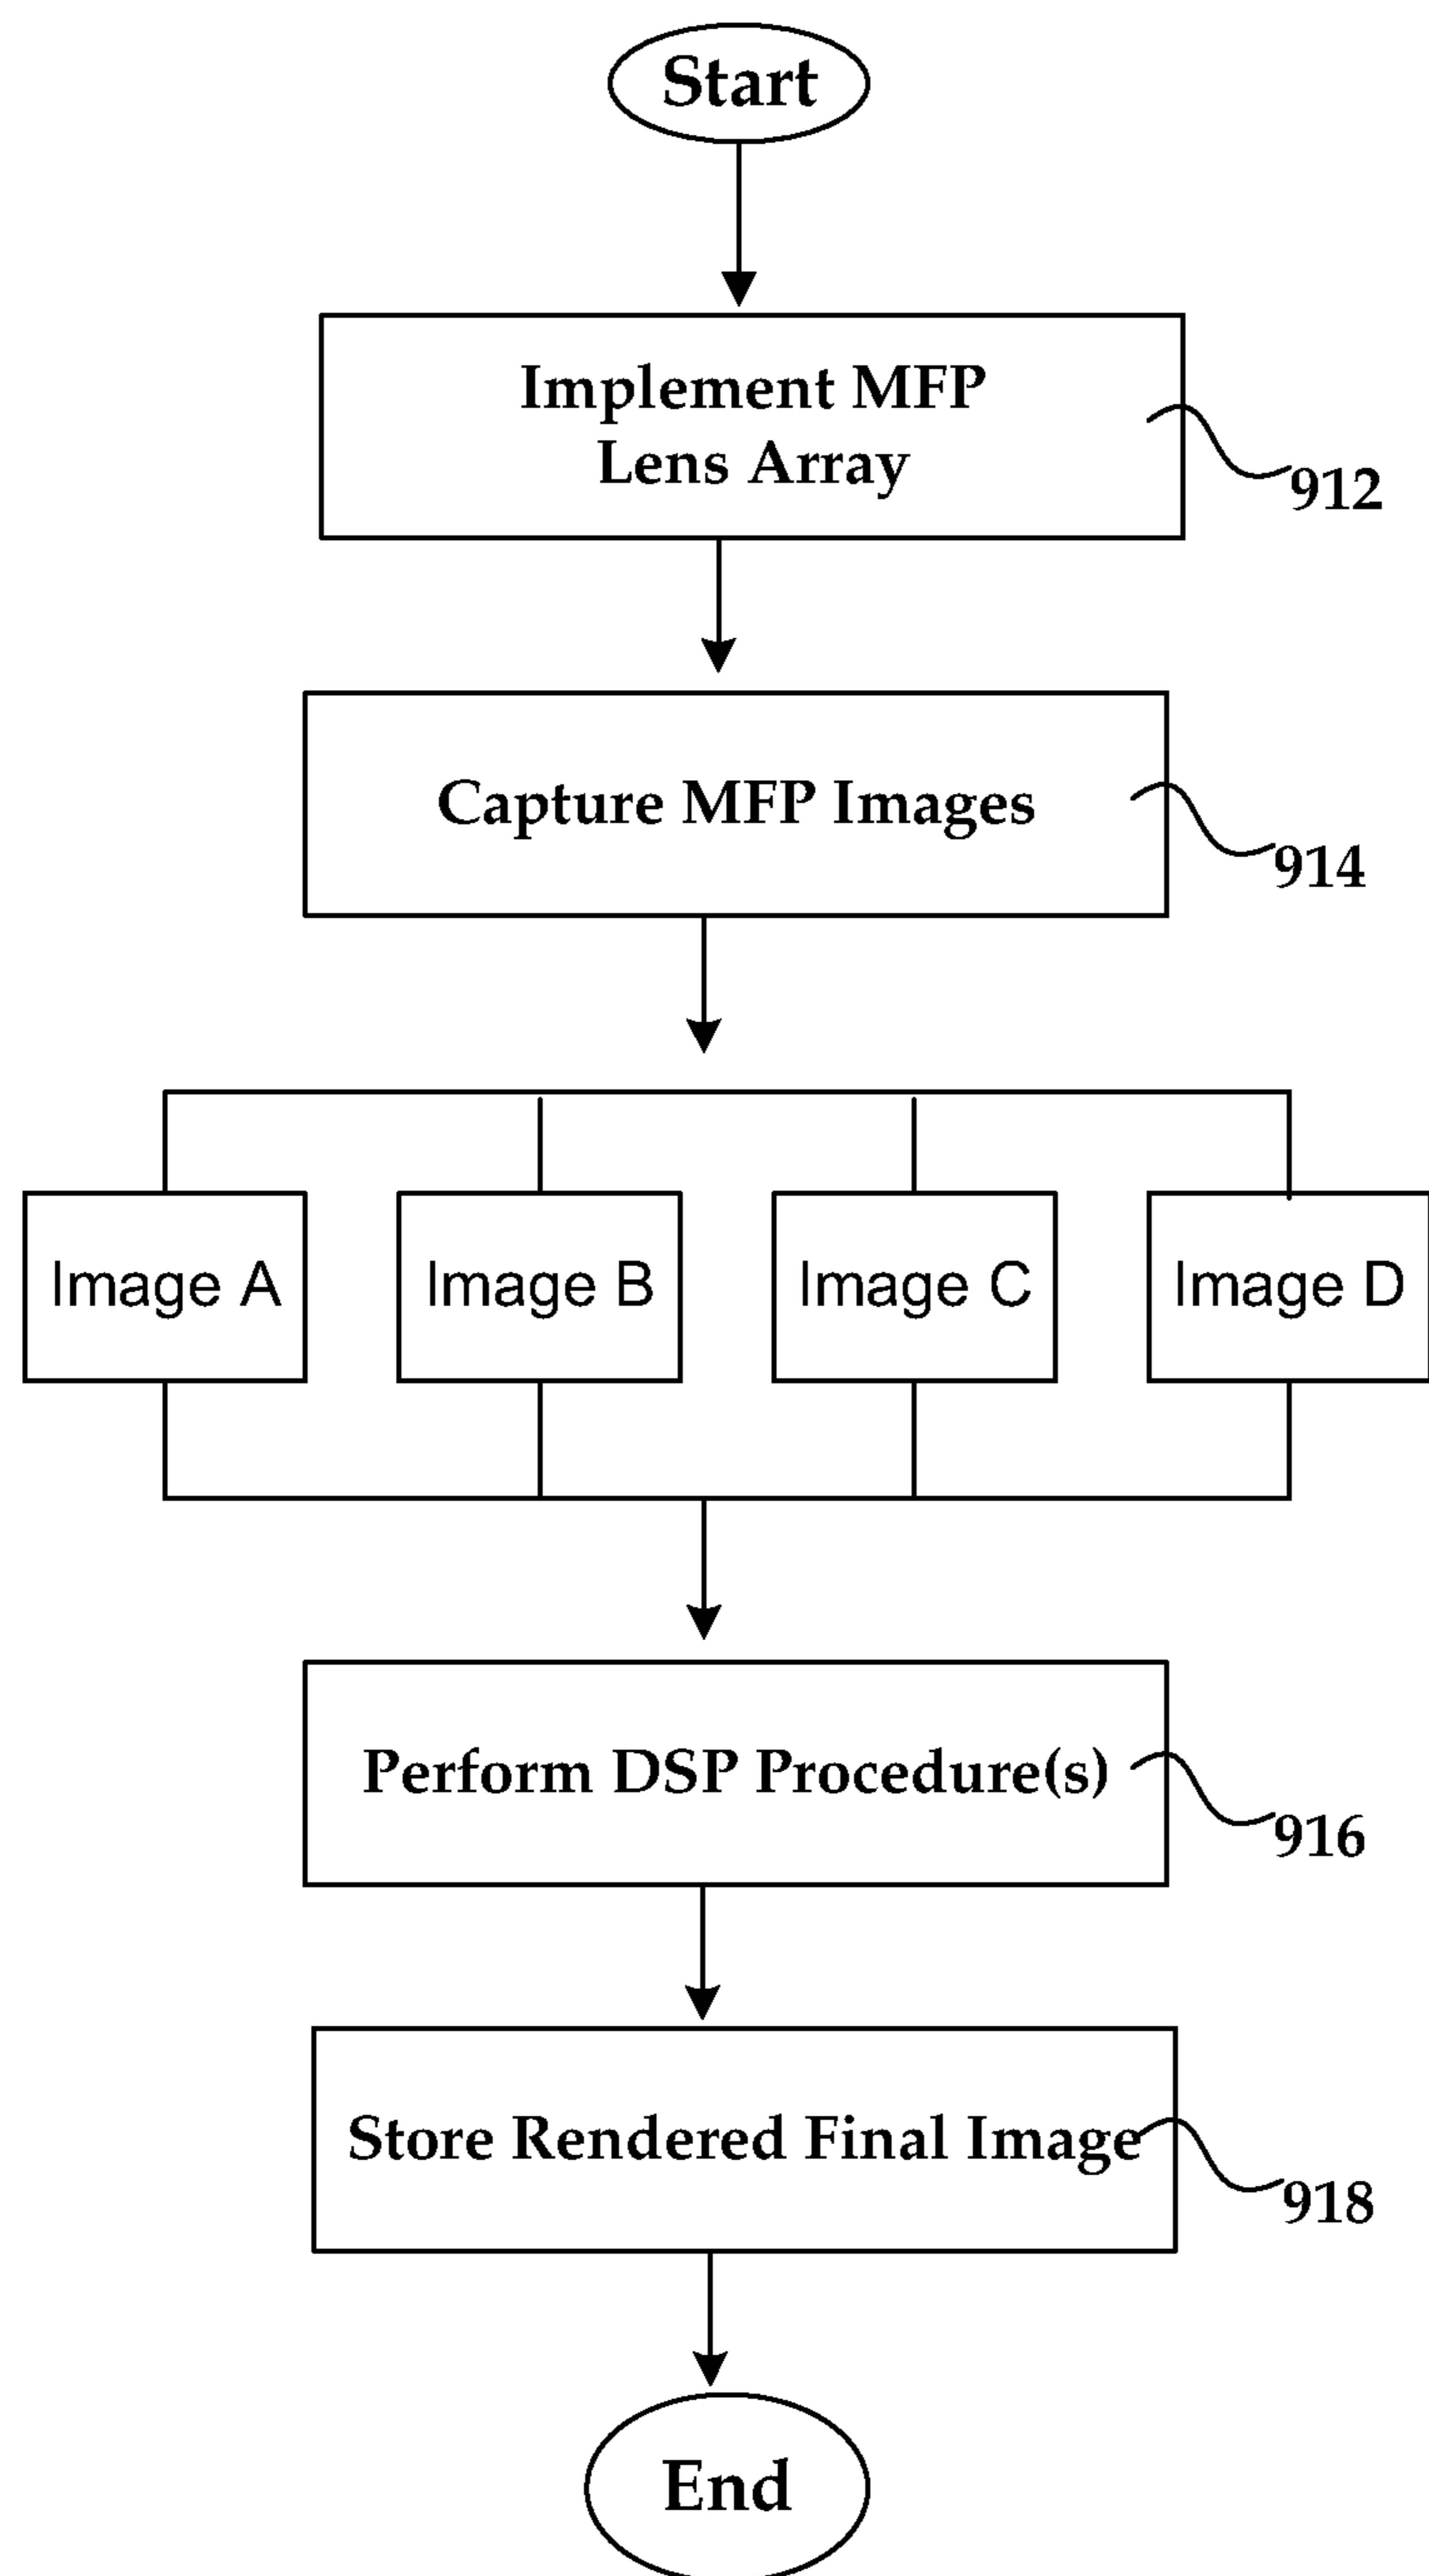 Start
Implement MFP
Lens Array
912
Capture MFP Images
914
Image A
Image B
Image C
Image D
Perform DSP Procedure(s)
916
Store Rendered Final Image
918
End